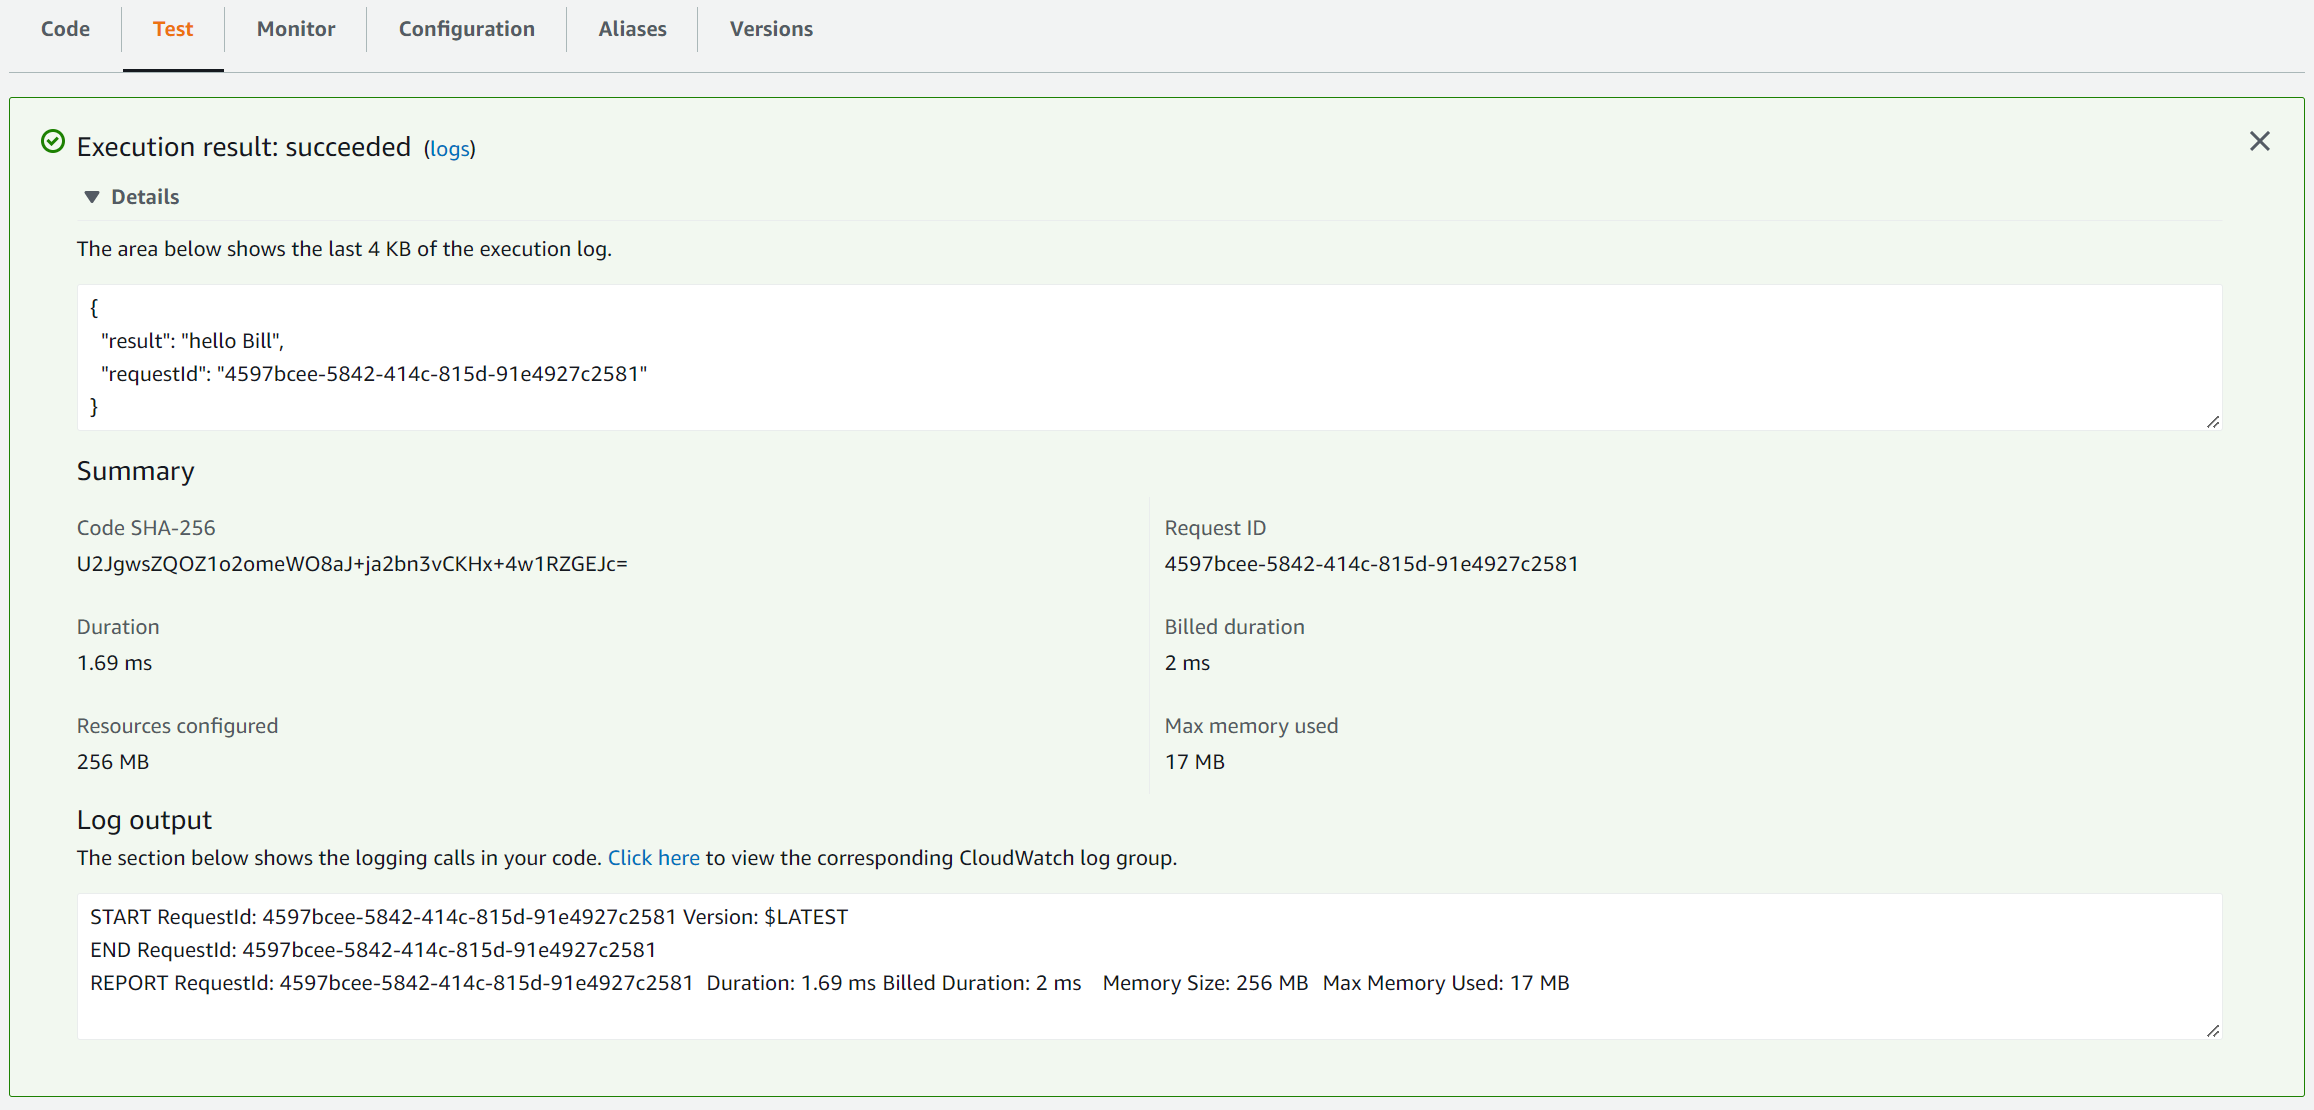 Code Test Monitor Configuration Aliases Versions
Execution result: succeeded (logs)
Details
The area below shows the last 4 KB of the execution log.
{
"result": "hello Bill",
"requestId": "4597bcee-5842-414c-815d-91e4927c2581"
}
Summary
Code SHA-256
U2JgwsZQOZ1o2omeWO8aJ+ja2bn3vCKHx+4w1RZGEJc=
Request ID
4597bcee-5842-414c-815d-91e4927c2581
Duration
1.69 ms
Billed duration
2 ms
Resources configured
256 MB
Max memory used
17 MB
Log output
The section below shows the logging calls in your code. Click here to view the corresponding CloudWatch log group.
START RequestId: 4597bcee-5842-414c-815d-91e4927c2581 Version: $LATEST
END RequestId: 4597bcee-5842-414c-815d-91e4927c2581
REPORT RequestId: 4597bcee-5842-414c-815d-91e4927c2581 Duration: 1.69 ms Billed Duration: 2 ms Memory Size: 256 MB Max Memory Used: 17 MB